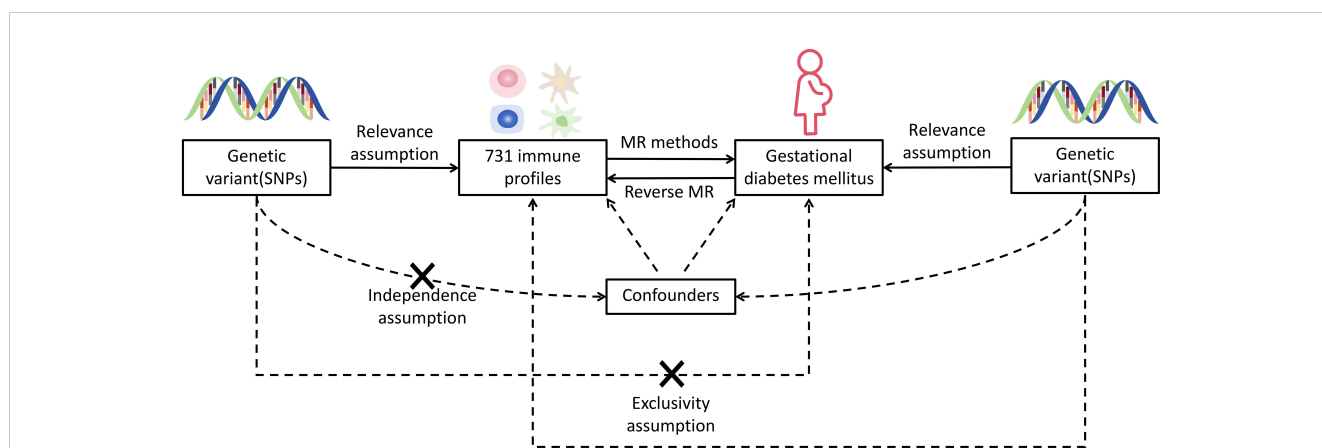 Relevance
assumption
MR methods
Relevance
assumption
Genetic
variant(SNPs)
731 immune
profiles
Gestational
diabetes mellitus
Genetic
variant(SNPs)
Reverse MR
Independence
assumption
Confounders
Exclusivity
assumption